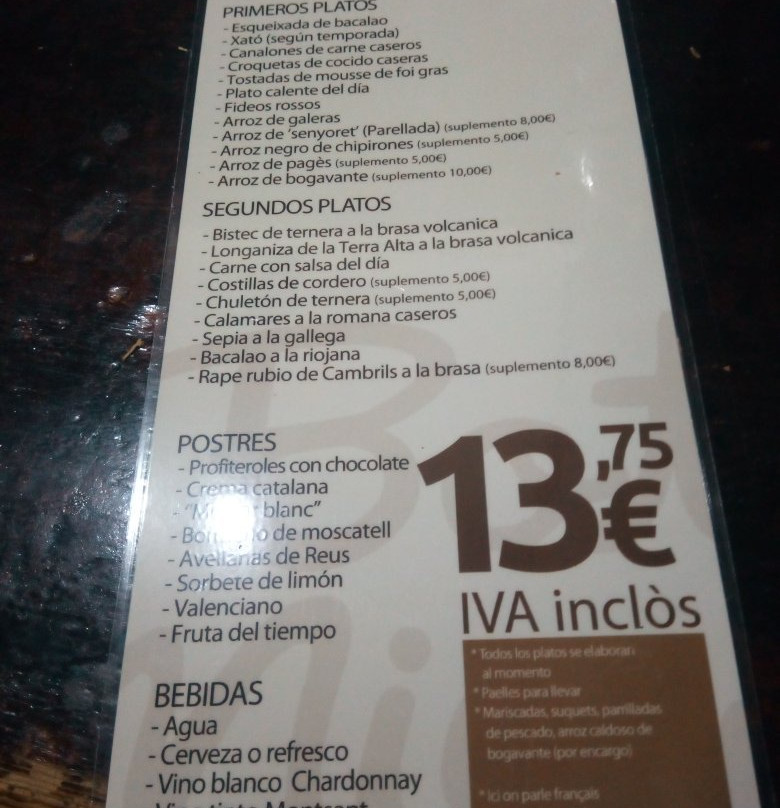 PRIMEROS PLATOS
- Esqueixada de bacalao
- Xató (según temporada)
- Canalones de carne caseros
- Croquetas de cocido caseras
- Tostadas de mousse de foi gras
- Plato calente del día
- Fideos rossos
- Arroz de galeras
- Arroz de 'senyoret' (Parellada) (suplemento 8,00€)
- Arroz negro de chipirones (suplemento 5,00€)
- Arroz de pagès (suplemento 5,00€)
- Arroz de bogavante (suplemento 10,00€)
SEGUNDOS PLATOS
- Bistec de ternera a la brasa volcanica
- Longaniza de la Terra Alta a la brasa volcanica
- Carne con salsa del día
- Costillas de cordero (suplemento 5,00€)
- Chuletón de ternera (suplemento 5,00€)
- Calamares a la romana caseros
- Sepia a la gallega
- Bacalao a la riojana
- Rape rubio de Cambrils a la brasa (suplemento 8,00€)
POSTRES
- Profiteroles con chocolate
- Crema catalana
- blanc"
- de moscatell
- Avellanas de Reus
- Sorbete de limón
- Valenciano
- Fruta del tiempo
13,75€
IVA inclòs
BEBIDAS
- Agua
- Cerveza o refresco
- Vino blanco Chardonnay
- Vino tinto Montsant
* Todos los platos se elaboran
al momento
* Paelles para llevar
* Mariscadas, suquets, parrilladas
de pescado, arroz caldoso de
bogavante (por encargo)
* Ici on parle français